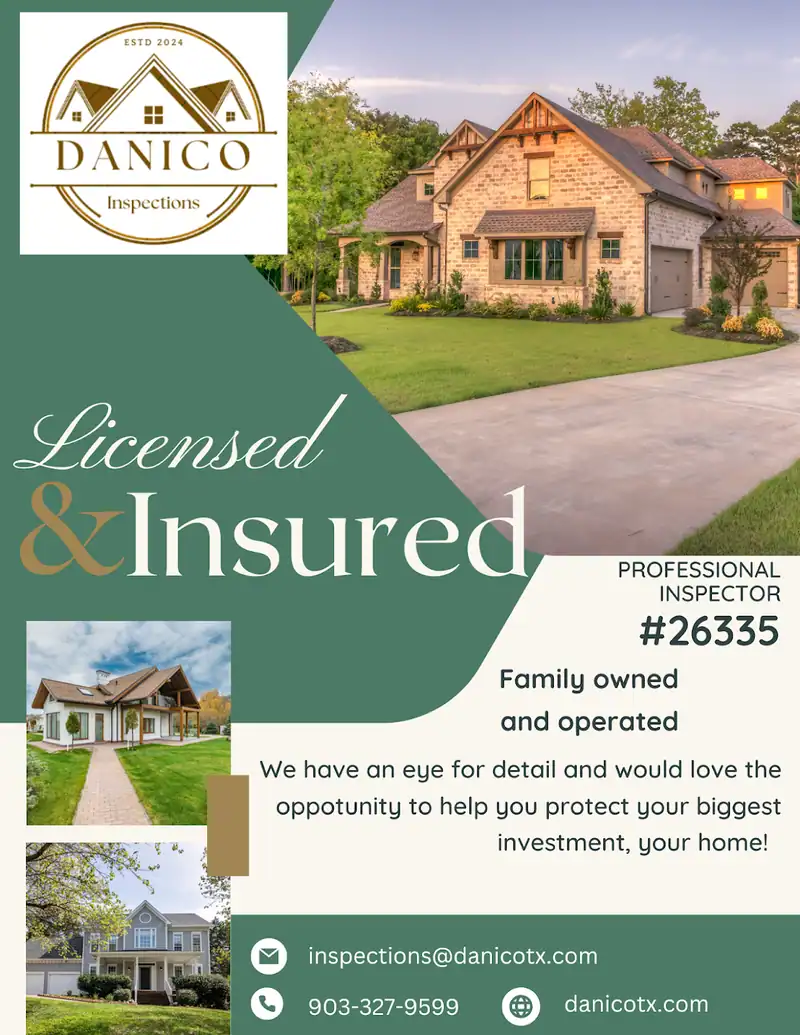 ESTD 2024
DANICO
Inspections
Licensed
&Insured
PROFESSIONAL
INSPECTOR
#26335
Family owned
and operated
We have an eye for detail and would love the
oppotunity to help you protect your biggest
investment, your home!
inspections@danicotx.com
903-327-9599
danicotx.com